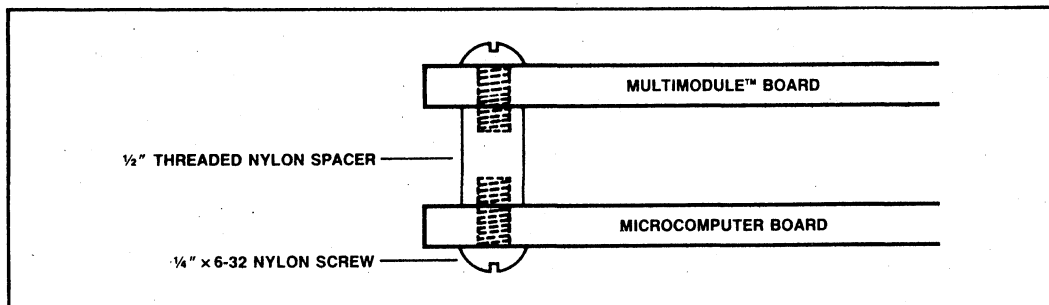 MULTIMODULE™ BOARD
½" THREADED NYLON SPACER
MICROCOMPUTER BOARD
¼" × 6-32 NYLON SCREW